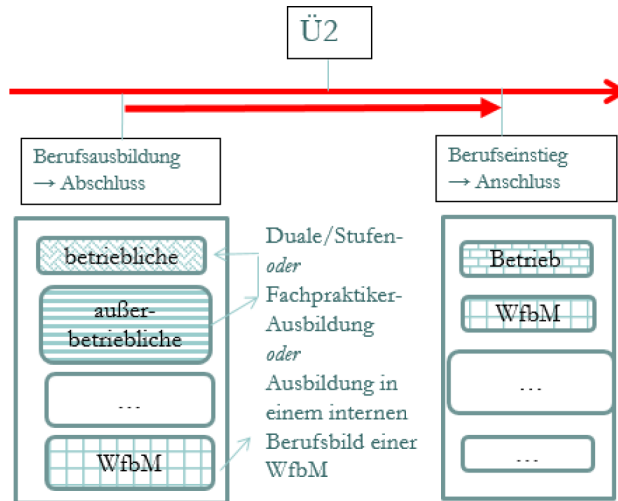 Ü2
Berufsausbildung
→ Abschluss
Berufseinstieg
→ Anschluss
betriebliche
außer-
betriebliche
…
WfbM
Duale/Stufen-
oder
Fachpraktiker-
Ausbildung
oder
Ausbildung in
einem internen
Berufsbild einer
WfbM
Betrieb
WfbM
…
…